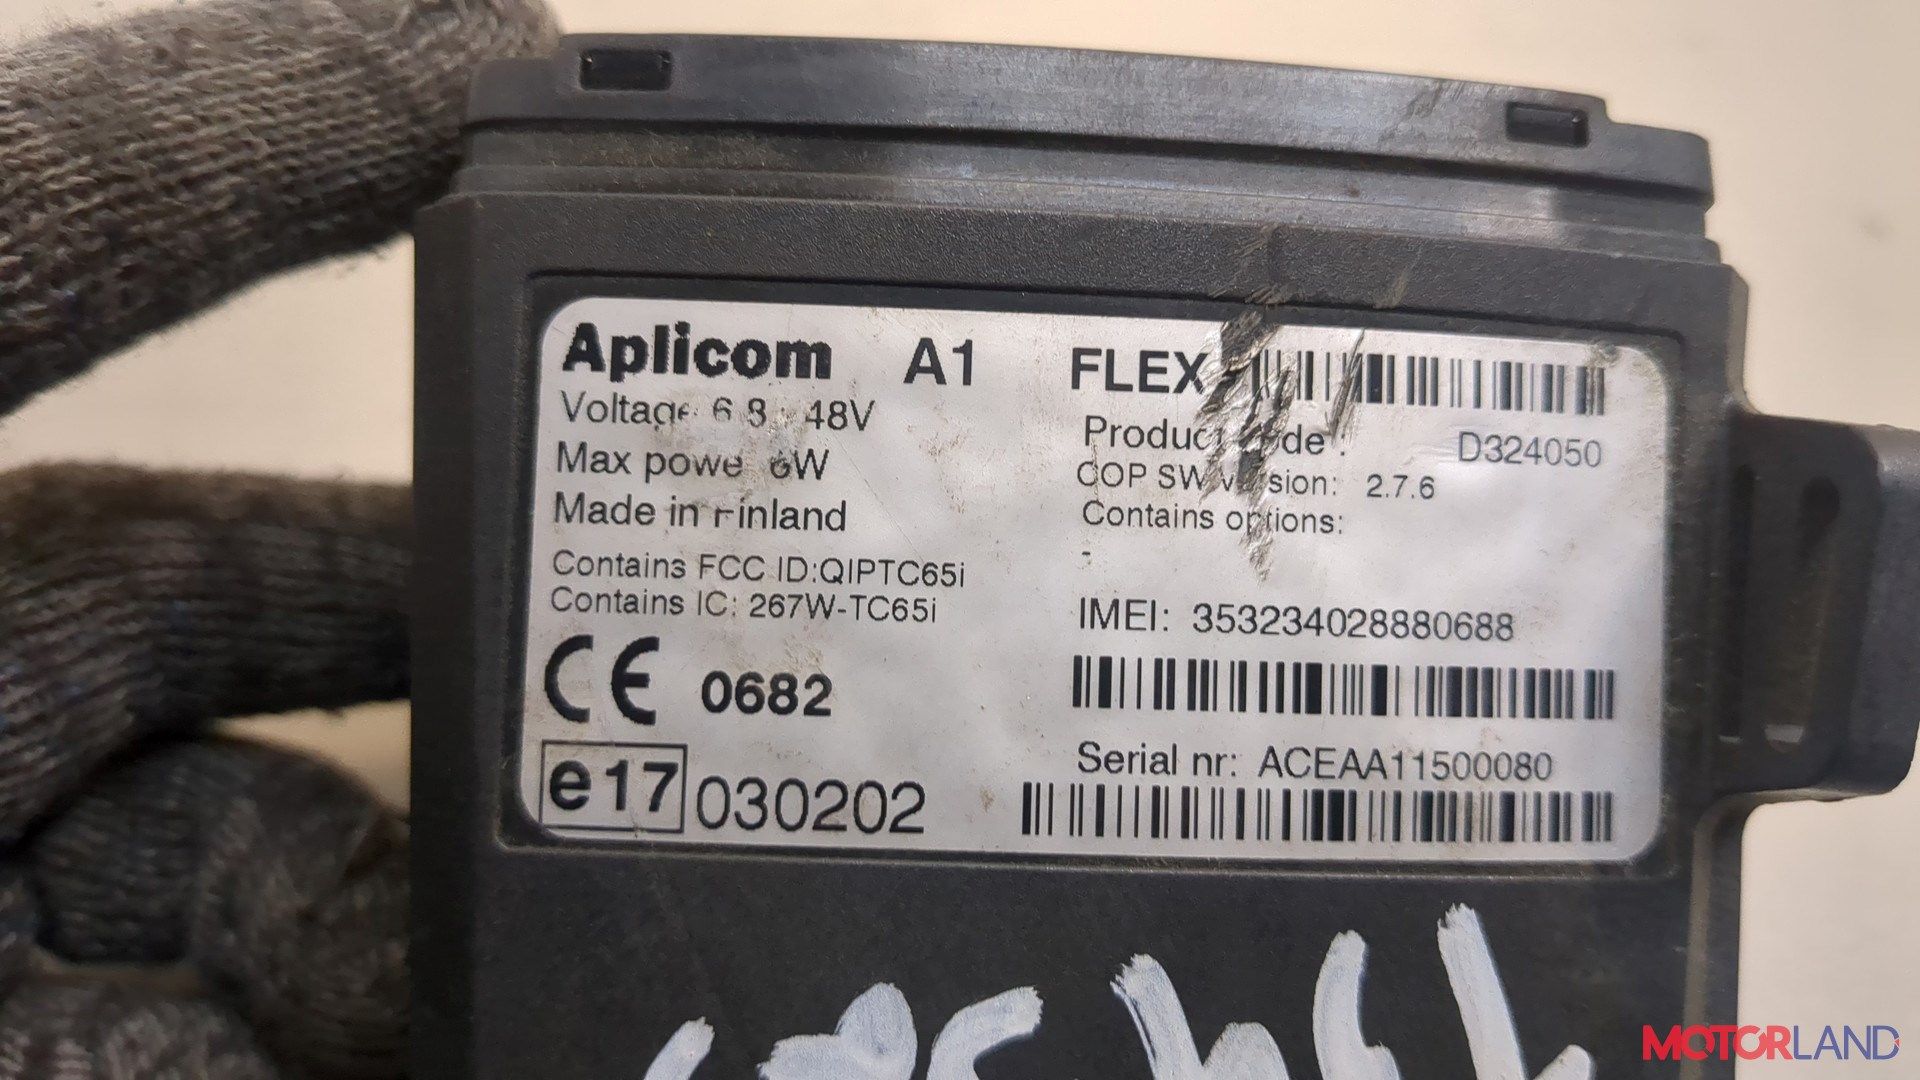 Aplicom A1 FLEX
Voltage 6.8 48V
Max power 6W
Made in Finland
Contains FCC ID:QIPTC65i
Contains IC: 267W-TC65i
CE 0682
e17 030202
Product code: D324050
COP SW version: 2.7.6
Contains options:
-
IMEI: 353234028880688
Serial nr: ACEAA11500080
MOTORLAND